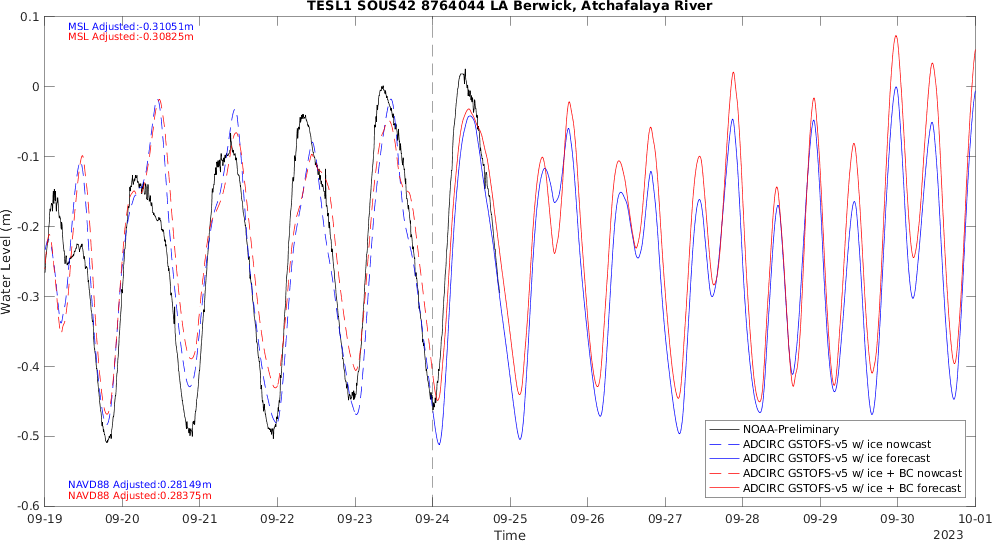 TESL1 SOUS42 8764044 LA Berwick, Atchafalaya River
MSL Adjusted:-0.31051m
MSL Adjusted:-0.30825m
0.1
0
-0.1
-0.2
-0.3
-0.4
-0.5
-0.6
Water Level (m)
NAVD88 Adjusted:0.28149m
NAVD88 Adjusted:0.28375m
NOAA-Preliminary
ADCIRC GSTOFS-v5 w/ ice nowcast
ADCIRC GSTOFS-v5 w/ ice forecast
ADCIRC GSTOFS-v5 w/ ice + BC nowcast
ADCIRC GSTOFS-v5 w/ ice + BC forecast
09-19 09-20 09-21 09-22 09-23 09-24 09-25 09-26 09-27 09-28 09-29 09-30 10-01
Time
2023